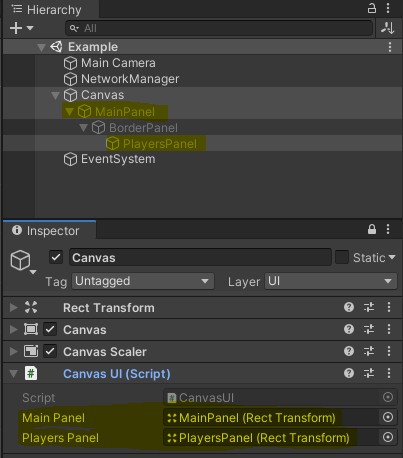 Hierarchy
All
Example
Main Camera
NetworkManager
Canvas
MainPanel
BorderPanel
PlayersPanel
EventSystem
Inspector
Canvas Static
Tag Untagged Layer UI
Rect Transform
Canvas
Canvas Scaler
Canvas UI (Script)
Script CanvasUI
Main Panel MainPanel (Rect Transform)
Players Panel PlayersPanel (Rect Transform)